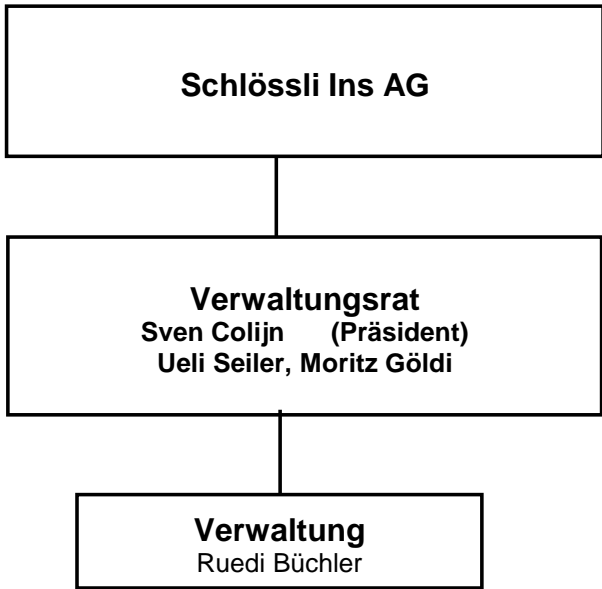 Schlössli Ins AG
Verwaltungsrat
Sven Colijn (Präsident)
Ueli Seiler, Moritz Göldi
Verwaltung
Ruedi Büchler